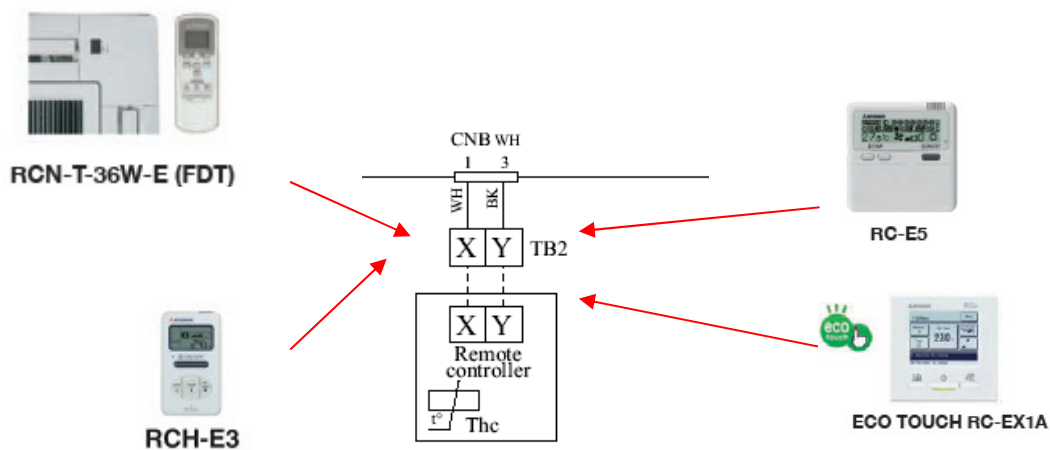 RCN-T-36W-E (FDT)
CNB WH
1 3
WH
BK
X Y
TB2
X Y
Remote
controller
t°
Thc
RC-E5
eco
touch
RCH-E3
ECO TOUCH RC-EX1A